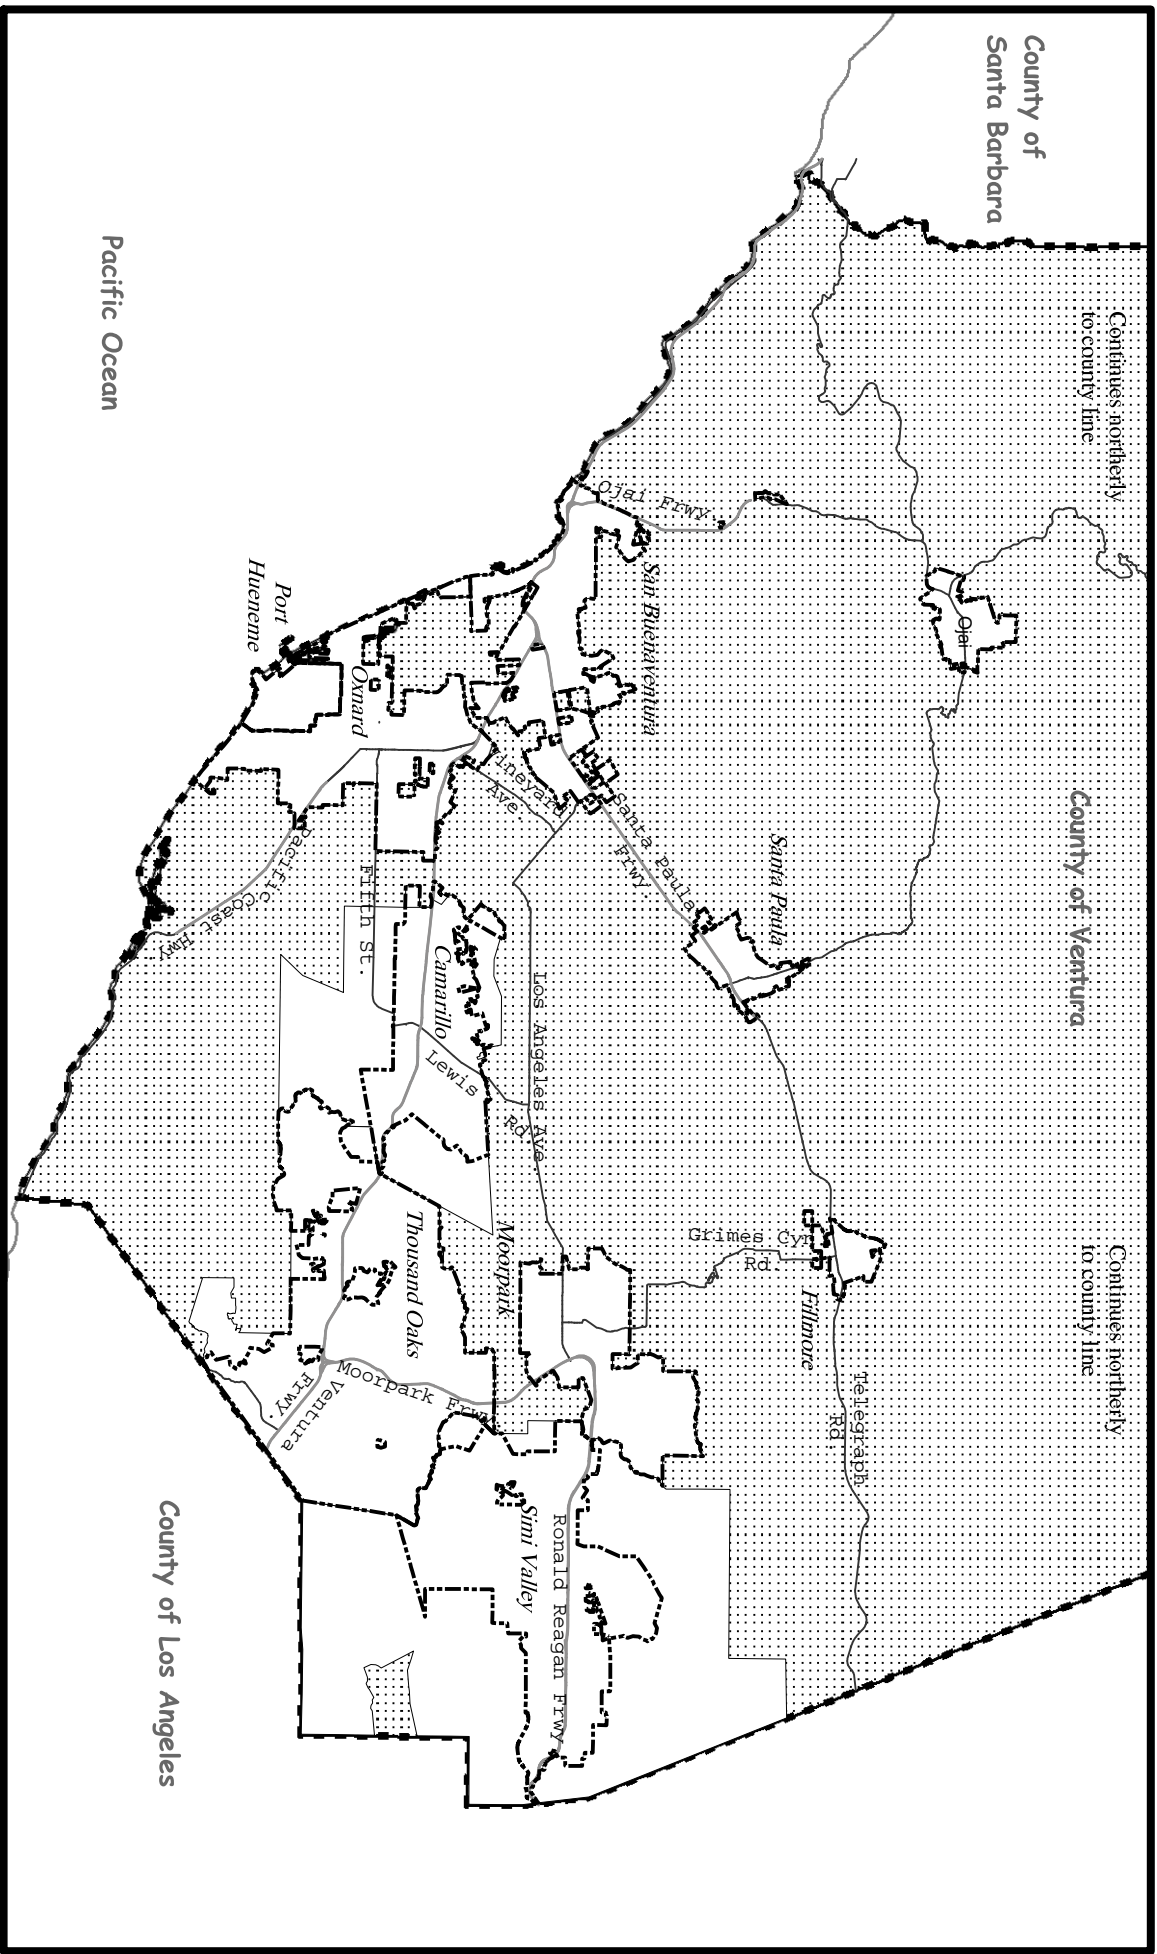 County of
Santa Barbara
Continues northerly
to county line
County of Ventura
Continues northerly
to county line
Pacific Ocean
Ojai Frwy.
Ojai
San Buenaventura
Port
Hueneme
Oxnard
Vineyard
Ave
Santa Paula
Frwy.
Santa Paula
Fifth St.
Pacific Coast Hwy
Camarillo
Los Angeles Ave.
Lewis
Rd
Grimes Cyn
Rd.
Fillmore
Telegraph
Rd
Moorpark
Thousand Oaks
Moorpark Frwy
Ventura
Frwy.
Simi Valley
Ronald Reagan Frwy
County of Los Angeles